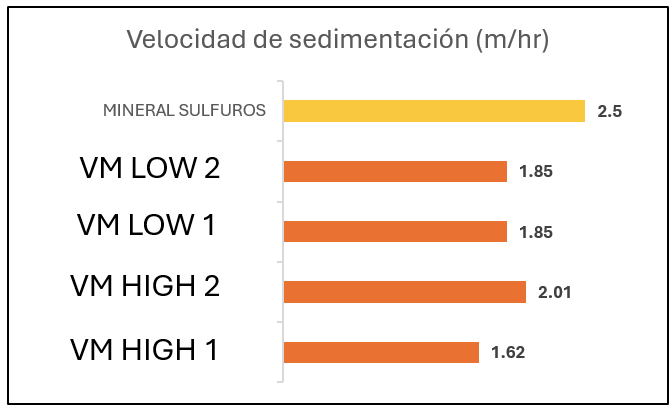 Velocidad de sedimentación (m/hr)
MINERAL SULFUROS 2.5
VM LOW 2 1.85
VM LOW 1 1.85
VM HIGH 2 2.01
VM HIGH 1 1.62